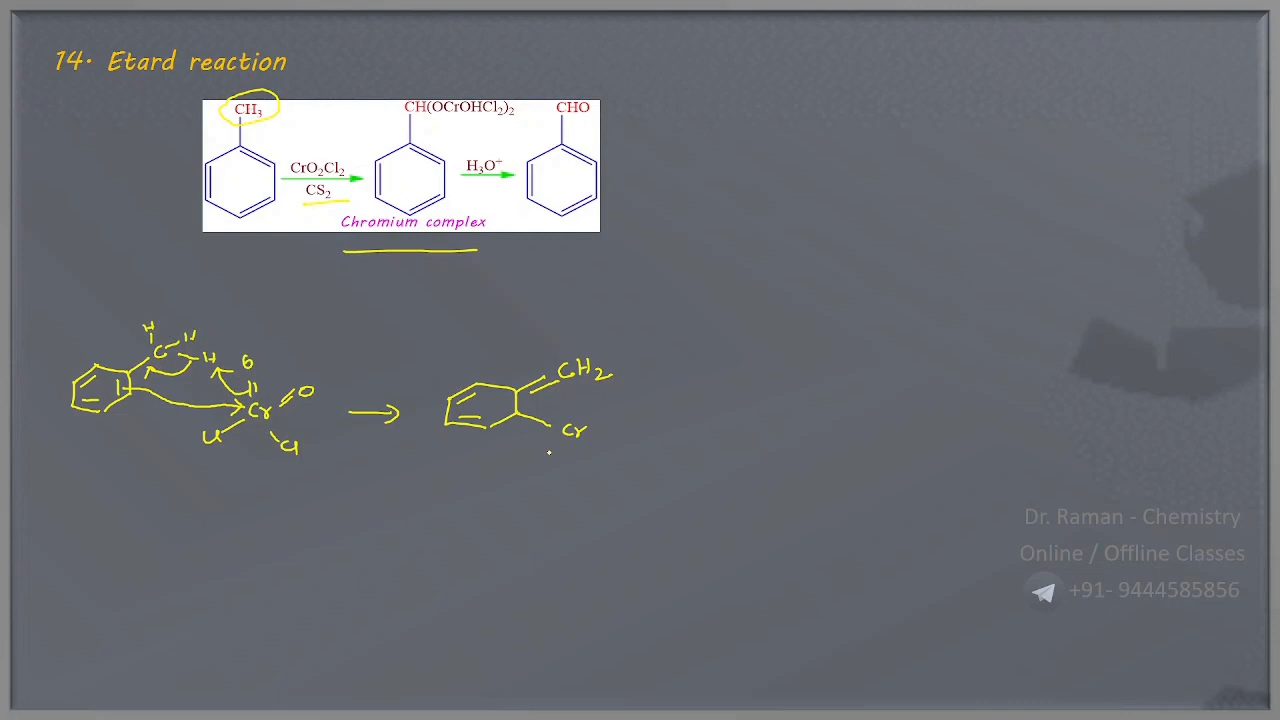 14. Etard reaction
CH3 CH(OCrOHCl2)2 CHO
CrO2Cl2 H3O+
CS2
Chromium complex
H
H
C H O
O
Cr
Cl
Cl
CH2
Cr
Dr. Raman - Chemistry
Online / Offline Classes
+91- 9444585856